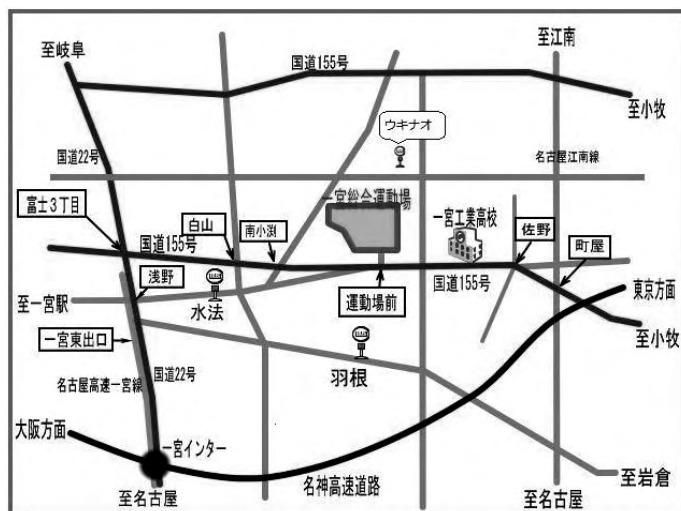 至岐阜
国道155号
至江南
至小牧
ウキナオ
国道22号
名古屋江南線
富士3丁目
一宮総合運動場
白山
南小渕
一宮工業高校
佐野
町屋
国道155号
国道155号
浅野
水法
運動場前
東京方面
至一宮駅
至小牧
一宮東出口
羽根
名古屋高速一宮線
国道22号
大阪方面
一宮インター
名神高速道路
至岩倉
至名古屋
至名古屋